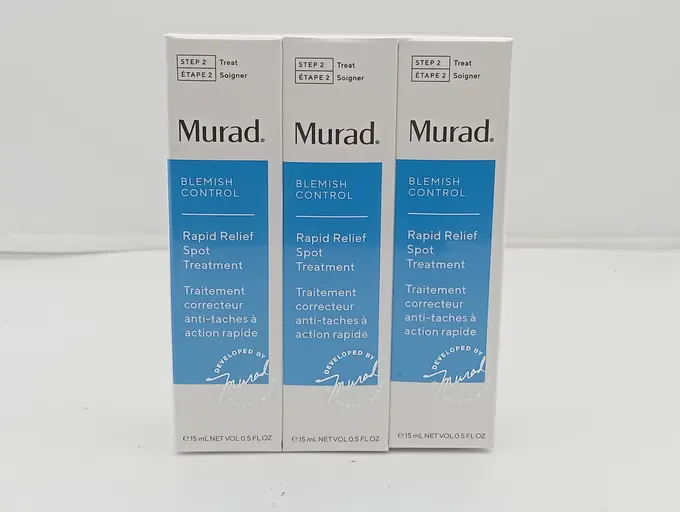 STEP 2 Treat
ÉTAPE 2 Soigner
Murad.
BLEMISH
CONTROL
Rapid Relief
Spot
Treatment
Traitement
correcteur
anti-taches à
action rapide
DEVELOPED BY
Murad
℮ 15 mL NET VOL 0.5 FL OZ
STEP 2 Treat
ÉTAPE 2 Soigner
Murad.
BLEMISH
CONTROL
Rapid Relief
Spot
Treatment
Traitement
correcteur
anti-taches à
action rapide
DEVELOPED BY
Murad
℮ 15 mL NET VOL 0.5 FL OZ
STEP 2 Treat
ÉTAPE 2 Soigner
Murad.
BLEMISH
CONTROL
Rapid Relief
Spot
Treatment
Traitement
correcteur
anti-taches à
action rapide
DEVELOPED BY
Murad
℮ 15 mL NET VOL 0.5 FL OZ